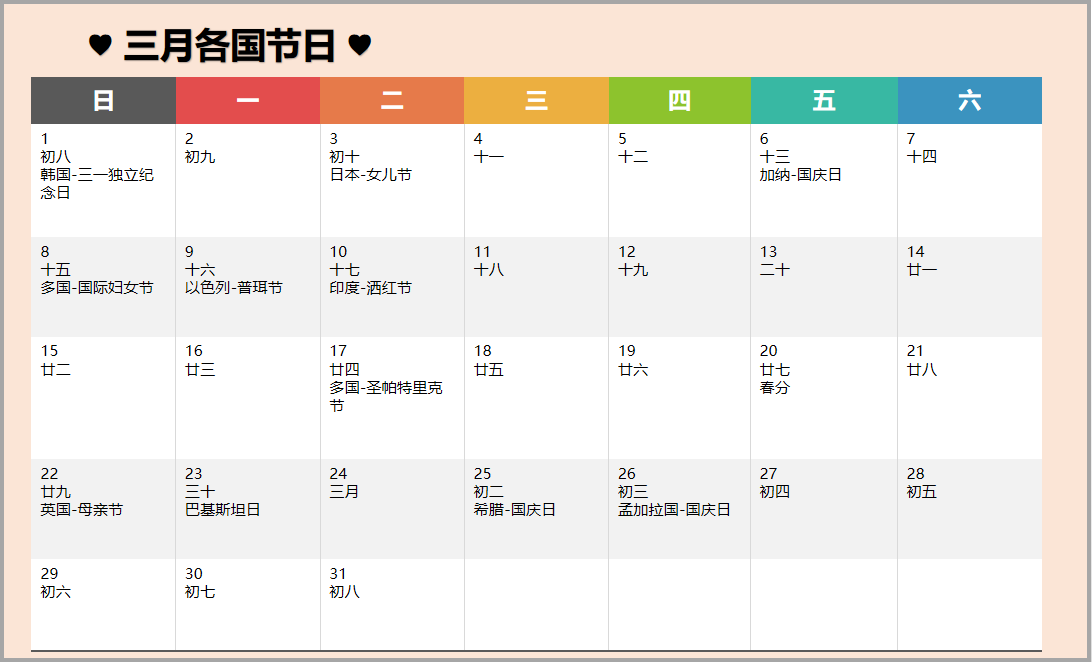 ♥ 三月各国节日 ♥
日 一 二 三 四 五 六
1
初八
韩国-三一独立纪
念日
2
初九
3
初十
日本-女儿节
4
十一
5
十二
6
十三
加纳-国庆日
7
十四
8
十五
多国-国际妇女节
9
十六
以色列-普珥节
10
十七
印度-洒红节
11
十八
12
十九
13
二十
14
廿一
15
廿二
16
廿三
17
廿四
多国-圣帕特里克
节
18
廿五
19
廿六
20
廿七
春分
21
廿八
22
廿九
英国-母亲节
23
三十
巴基斯坦日
24
三月
25
初二
希腊-国庆日
26
初三
孟加拉国-国庆日
27
初四
28
初五
29
初六
30
初七
31
初八